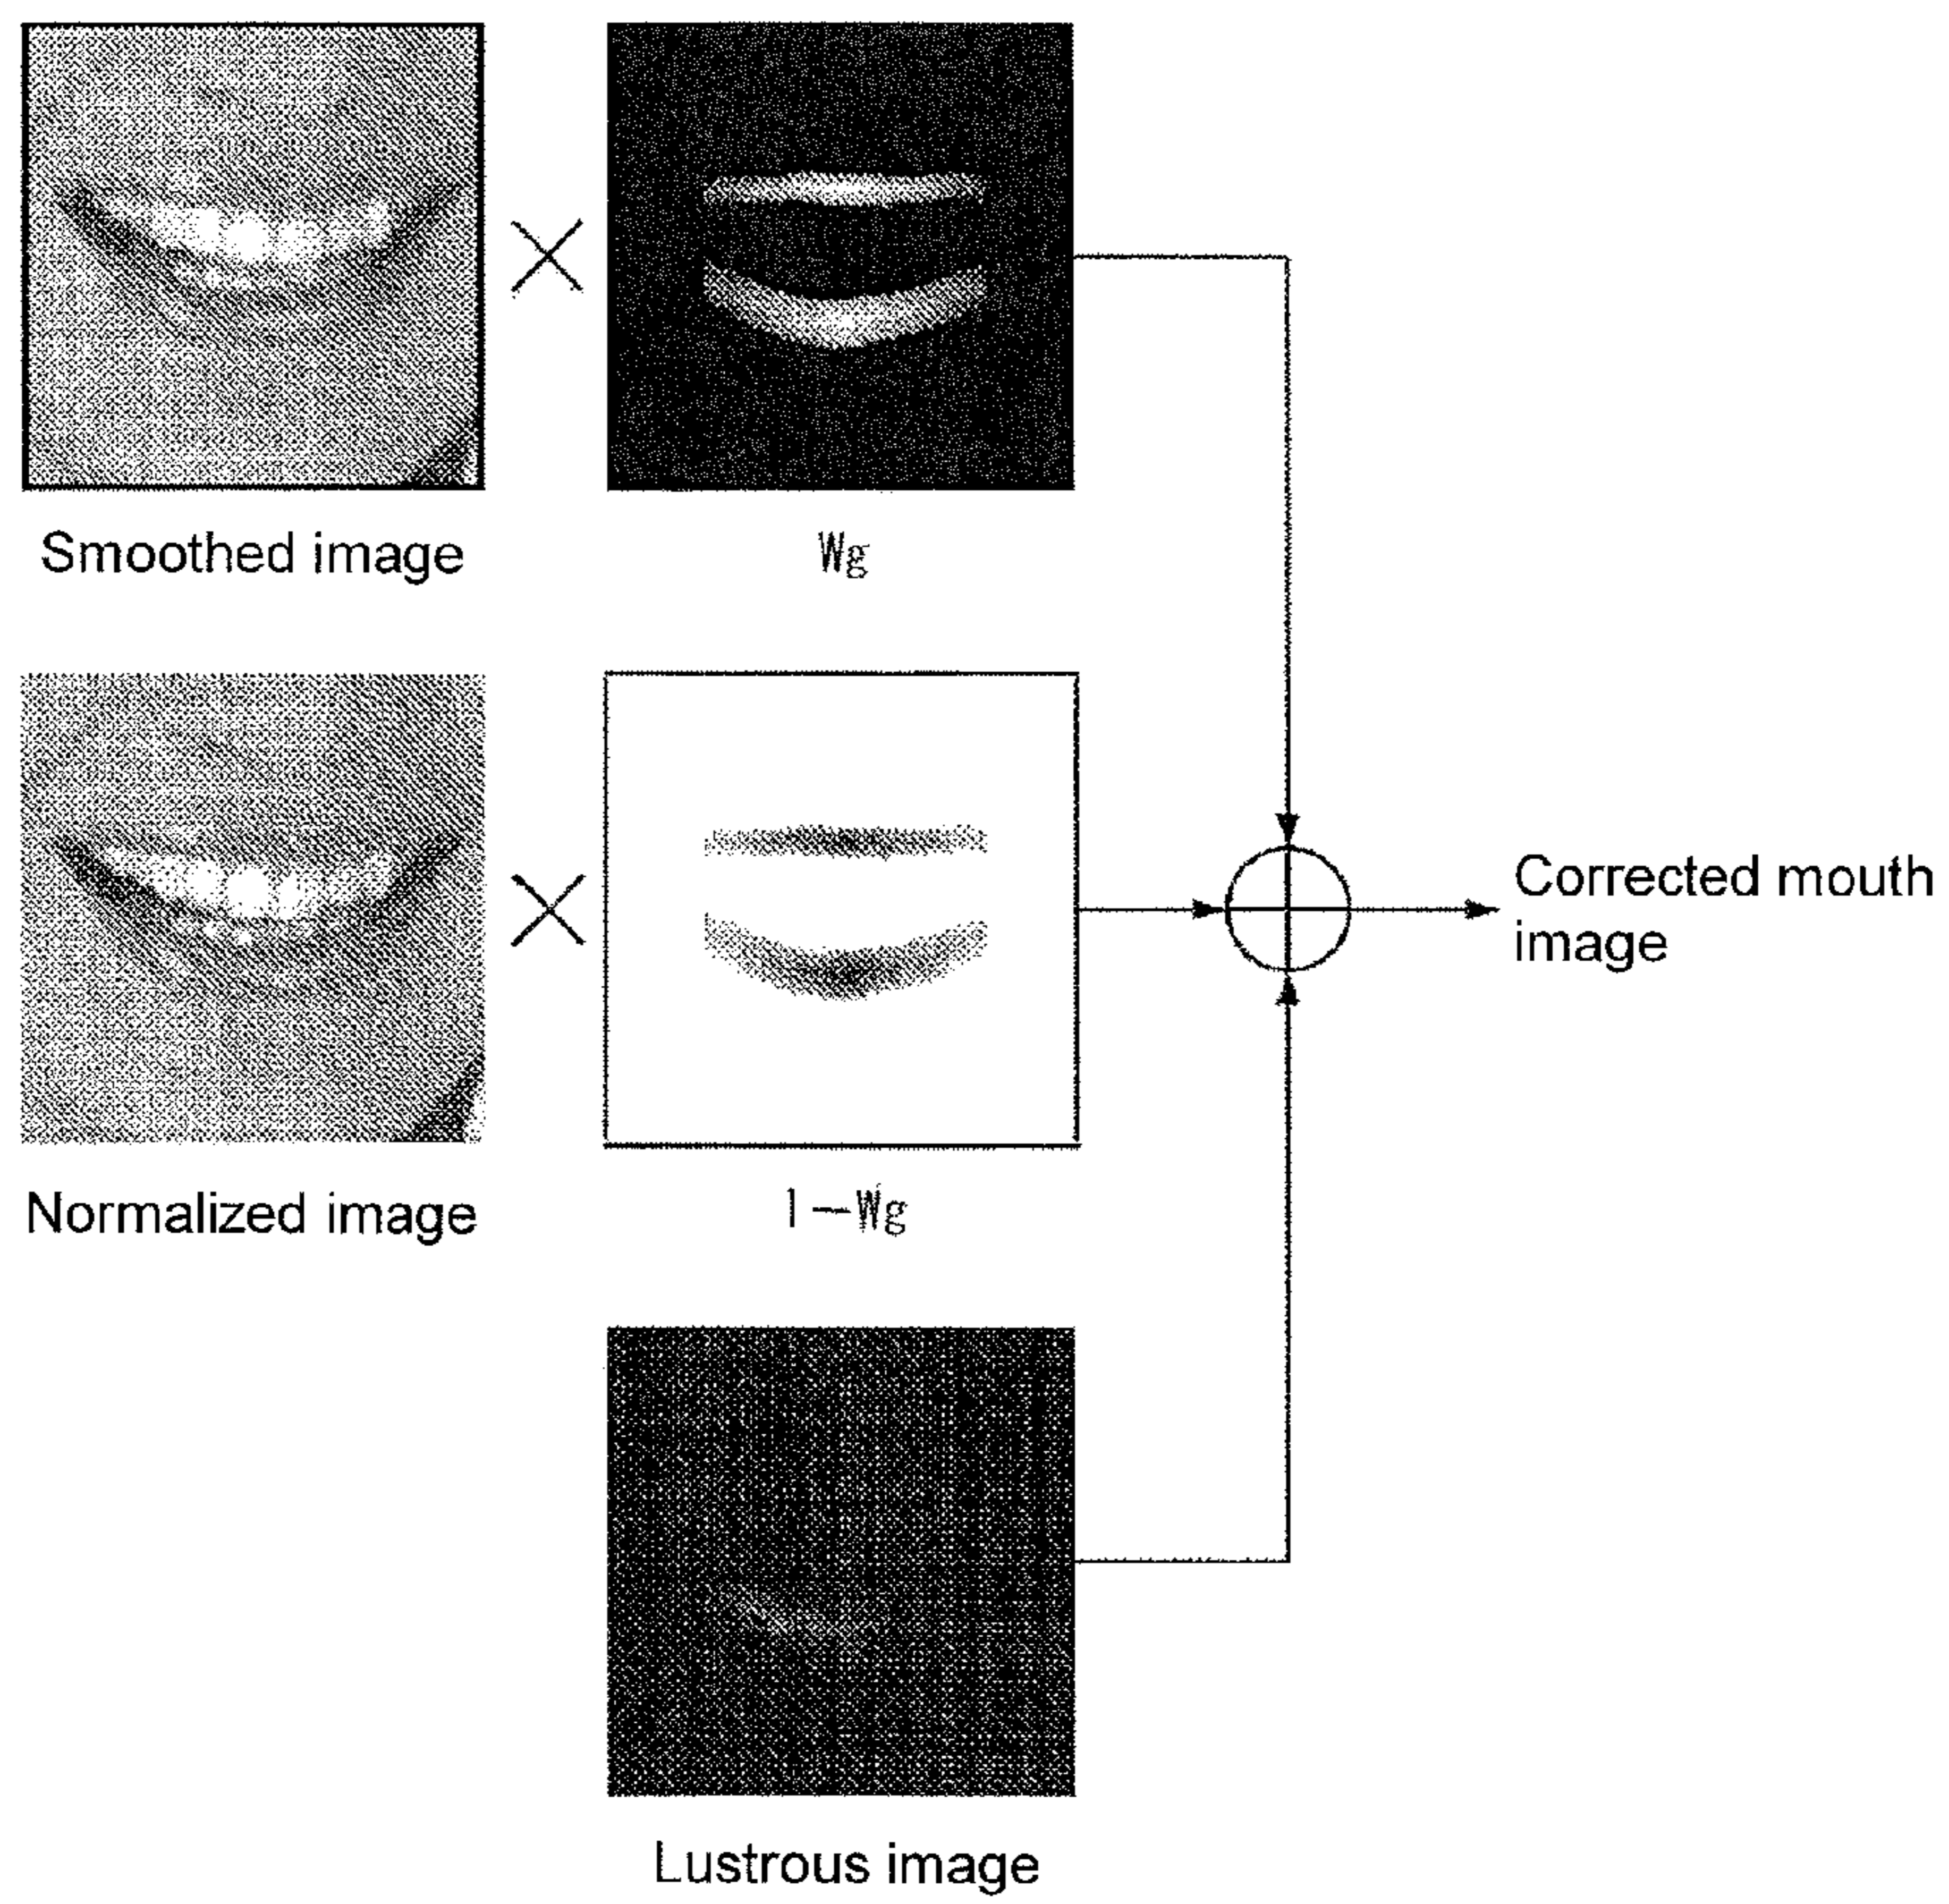 Smoothed image
Wg
Normalized image
1-Wg
Corrected mouth
image
Lustrous image